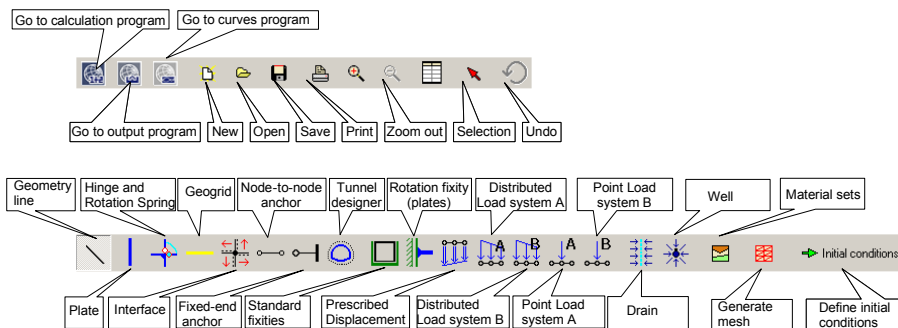 Go to calculation program
Go to curves program
Go to output program
New
Open
Save
Print
Zoom out
Selection
Undo
Geometry
line
Hinge and
Rotation Spring
Geogrid
Node-to-node
anchor
Tunnel
designer
Rotation fixity
(plates)
Distributed
Load system A
Point Load
system B
Well
Material sets
A
B
A
B
Initial conditions
Plate
Interface
Fixed-end
anchor
Standard
fixities
Prescribed
Displacement
Distributed
Load system B
Point Load
system A
Drain
Generate
mesh
Define initial
conditions